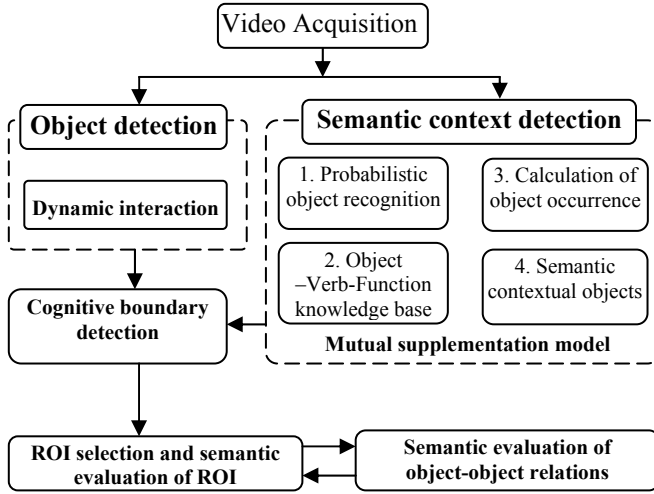 Video Acquisition
Object detection
Dynamic interaction
Semantic context detection
1. Probabilistic
object recognition
3. Calculation of
object occurrence
2. Object
–Verb-Function
knowledge base
4. Semantic
contextual objects
Mutual supplementation model
Cognitive boundary
detection
ROI selection and semantic
evaluation of ROI
Semantic evaluation of
object-object relations